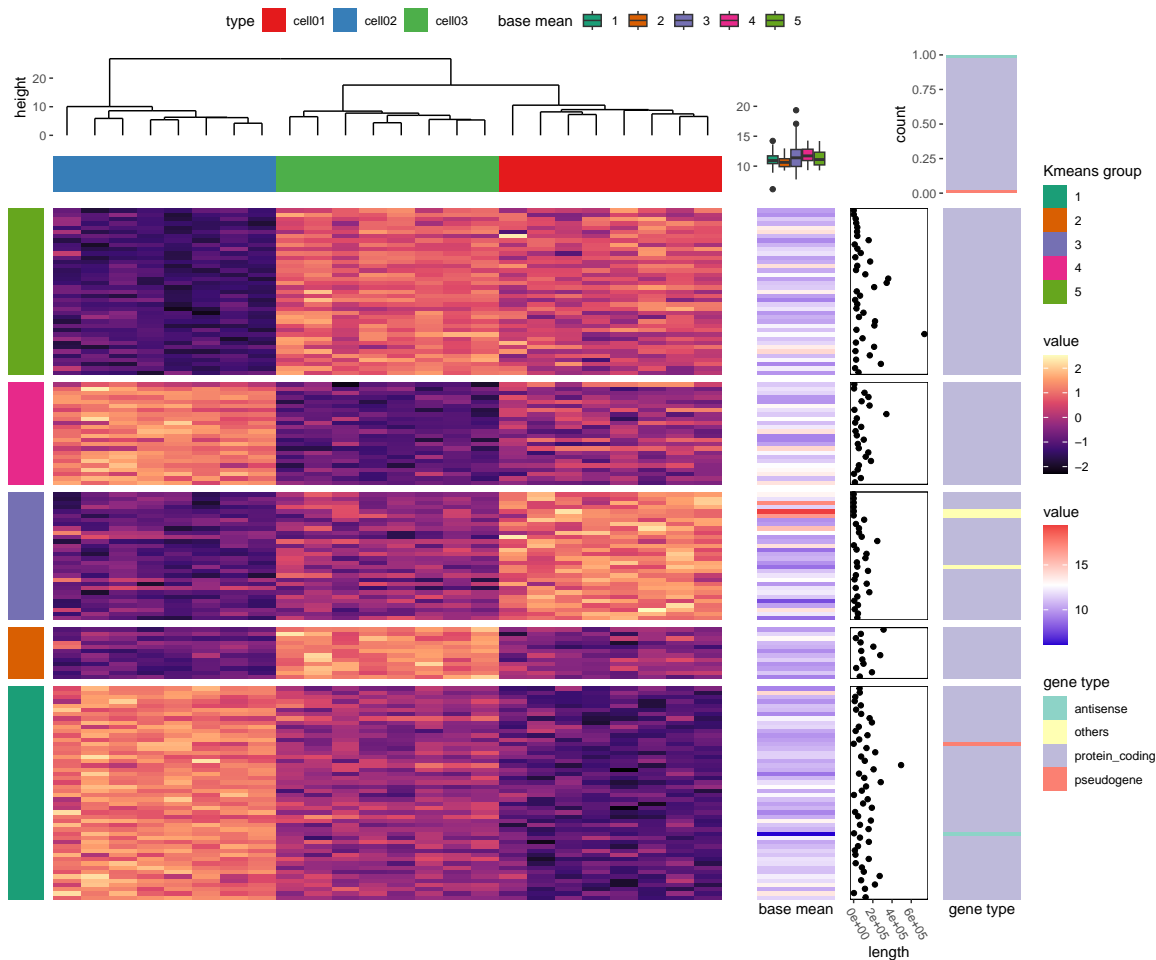 type cell01 cell02 cell03 base mean 1 2 3 4 5
height
20
0
20
15
10
count
1.00
0.75
0.50
0.25
0.00
Kmeans group
1
2
3
4
5
value
2
1
0
−1
−2
value
15
10
gene type
antisense
others
protein_coding
pseudogene
base mean
0e+00 2e+05 4e+05 6e+05
length
gene type